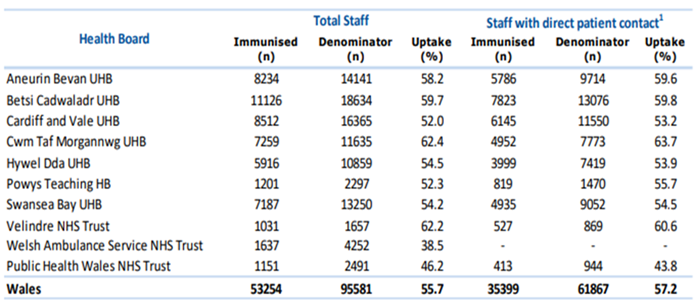 Total Staff Staff with direct patient contact1
Health Board Immunised (n) Denominator (n) Uptake (%) Immunised (n) Denominator (n) Uptake (%)
Aneurin Bevan UHB 8234 14141 58.2 5786 9714 59.6
Betsi Cadwaladr UHB 11126 18634 59.7 7823 13076 59.8
Cardiff and Vale UHB 8512 16365 52.0 6145 11550 53.2
Cwm Taf Morgannwg UHB 7259 11635 62.4 4952 7773 63.7
Hywel Dda UHB 5916 10859 54.5 3999 7419 53.9
Powys Teaching HB 1201 2297 52.3 819 1470 55.7
Swansea Bay UHB 7187 13250 54.2 4935 9052 54.5
Velindre NHS Trust 1031 1657 62.2 527 869 60.6
Welsh Ambulance Service NHS Trust 1637 4252 38.5 - - -
Public Health Wales NHS Trust 1151 2491 46.2 413 944 43.8
Wales 53254 95581 55.7 35399 61867 57.2